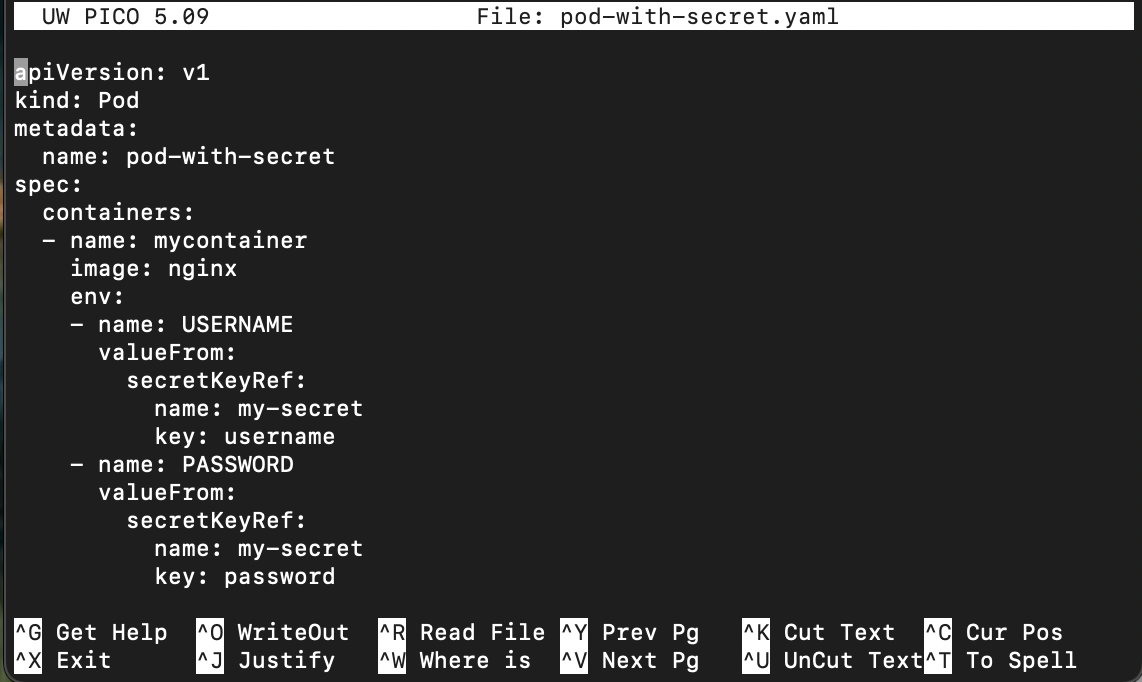 UW PICO 5.09 File: pod-with-secret.yaml
apiVersion: v1
kind: Pod
metadata:
  name: pod-with-secret
spec:
  containers:
  - name: mycontainer
    image: nginx
    env:
    - name: USERNAME
      valueFrom:
        secretKeyRef:
          name: my-secret
          key: username
    - name: PASSWORD
      valueFrom:
        secretKeyRef:
          name: my-secret
          key: password
^G Get Help ^O WriteOut ^R Read File ^Y Prev Pg ^K Cut Text ^C Cur Pos
^X Exit ^J Justify ^W Where is ^V Next Pg ^U UnCut Text ^T To Spell